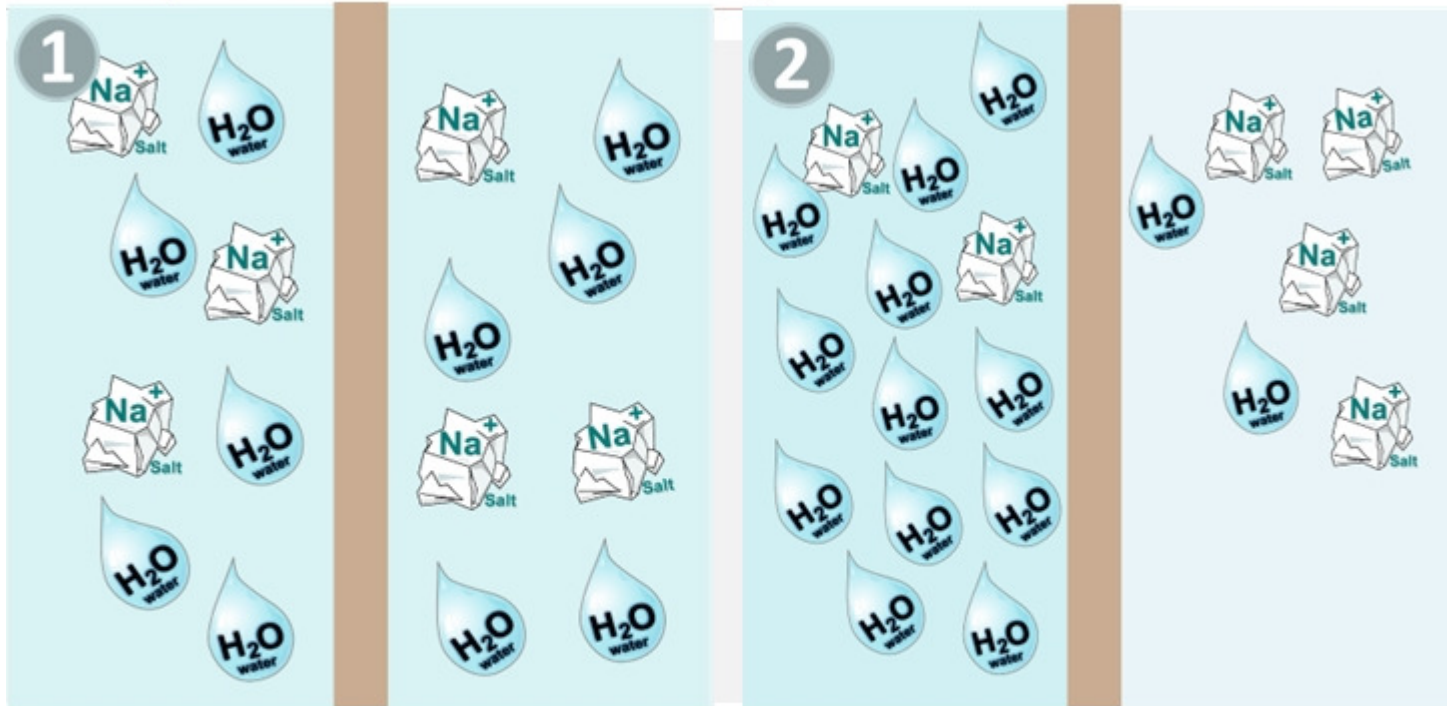 1
Na+
Salt
H₂O
water
H₂O
water
Na+
Salt
Na+
Salt
H₂O
water
H₂O
water
H₂O
water
Na+
Salt
H₂O
water
H₂O
water
H₂O
water
Na+
Salt
Na+
Salt
H₂O
water
H₂O
water
2
H₂O
water
Na+
Salt
H₂O
water
H₂O
water
Na+
Salt
H₂O
water
H₂O
water
H₂O
water
H₂O
water
H₂O
water
H₂O
water
H₂O
water
H₂O
water
H₂O
water
Na+
Salt
Na+
Salt
H₂O
water
Na+
Salt
H₂O
water
Na+
Salt